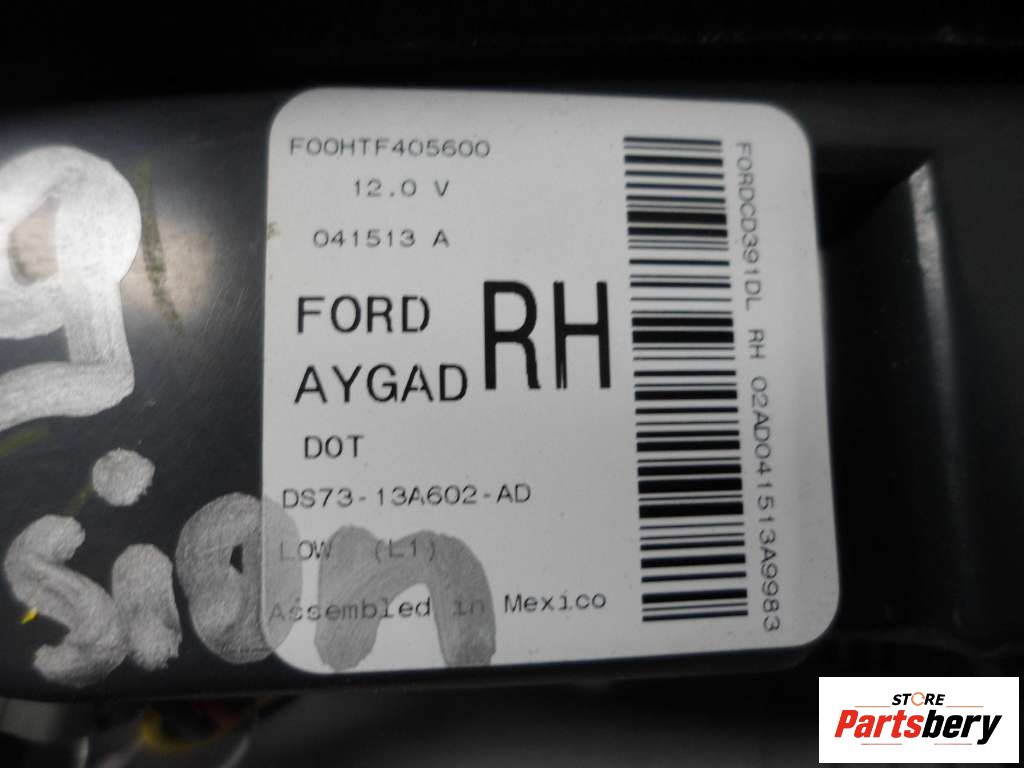 F00HTF405600
12.0 V
041513 A
FORD
AYGAD
RH
DOT
DS73-13A602-AD
LOW (L1)
Assembled in Mexico
FORDCD391DL RH 02AD041513A9983
sion
STORE
Partsbery